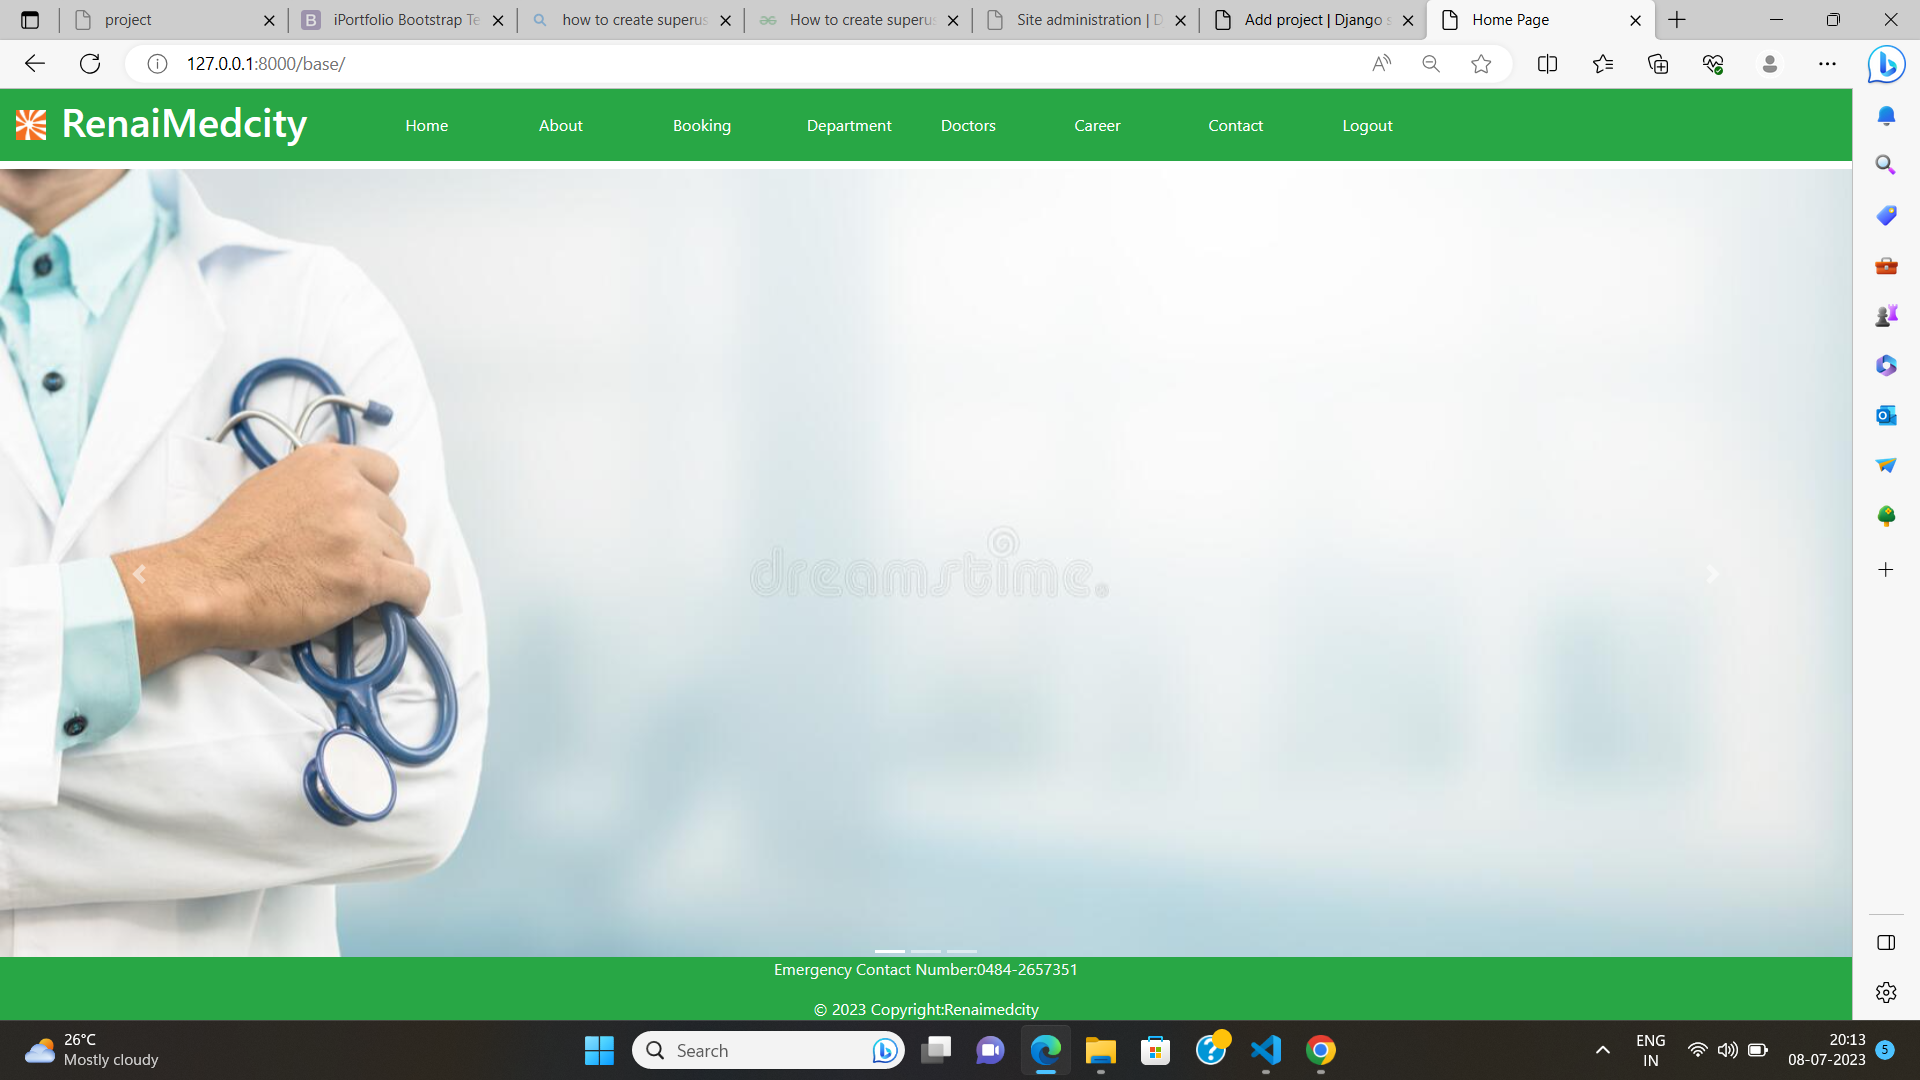 project
iPortfolio Bootstrap Te
how to create superus
How to create superus
Site administration | D
Add project | Django s
Home Page
127.0.0.1:8000/base/
RenaiMedcity
Home
About
Booking
Department
Doctors
Career
Contact
Logout
dreamstime.
Emergency Contact Number:0484-2657351
© 2023 Copyright:Renaimedcity
26°C
Mostly cloudy
Search
ENG
IN
20:13
08-07-2023
5